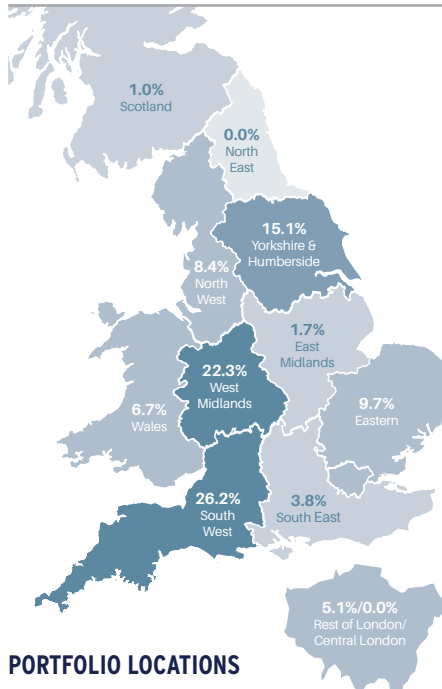 1.0%
Scotland
0.0%
North
East
15.1%
Yorkshire &
Humberside
8.4%
North
West
1.7%
East
Midlands
22.3%
West
Midlands
6.7%
Wales
9.7%
Eastern
26.2%
South
West
3.8%
South East
5.1%/0.0%
Rest of London/
Central London
PORTFOLIO LOCATIONS